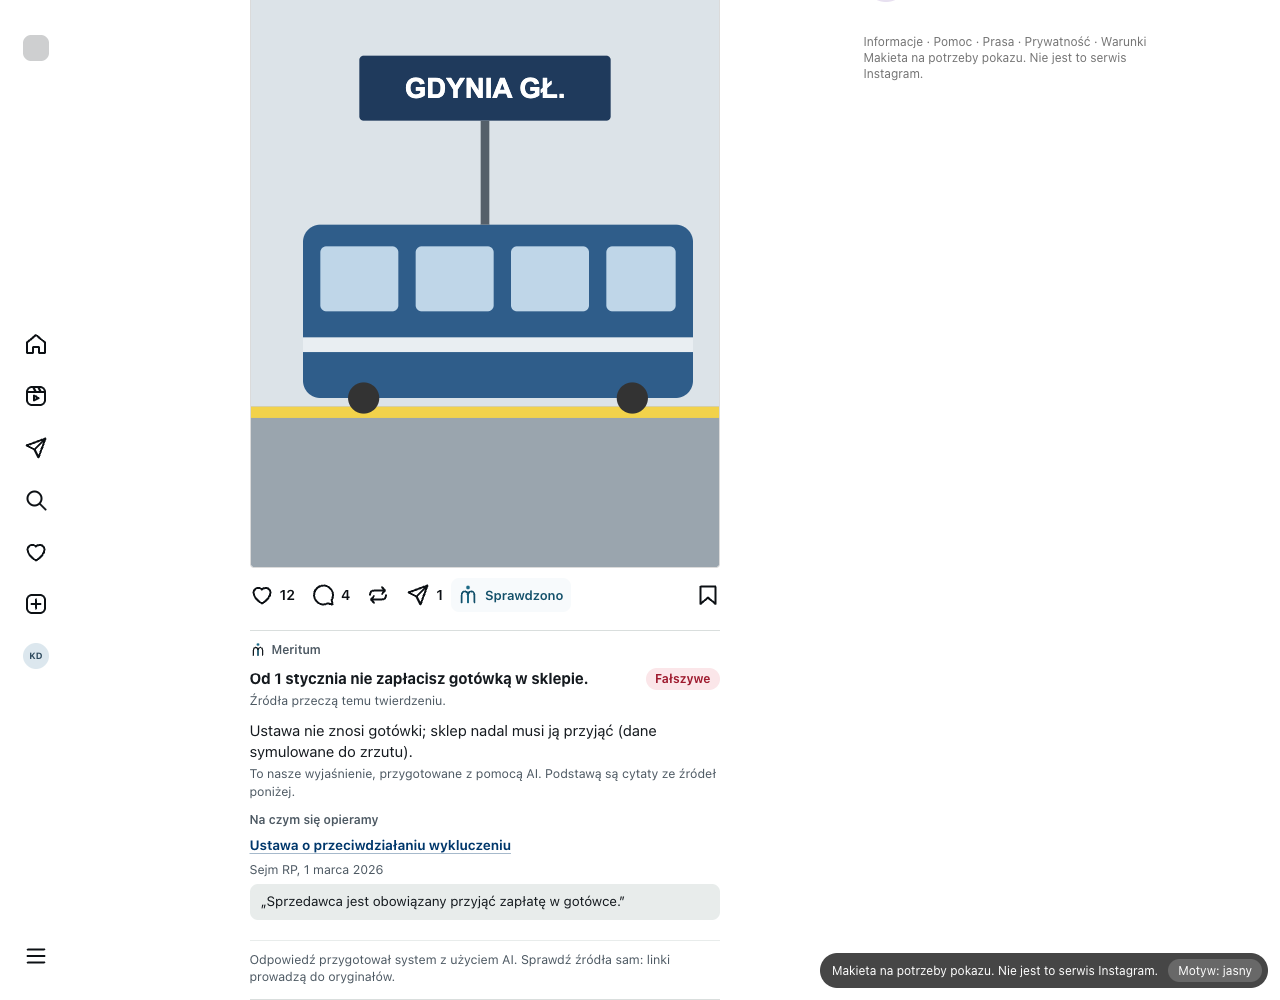 Informacje · Pomoc · Prasa · Prywatność · Warunki
Makieta na potrzeby pokazu. Nie jest to serwis
Instagram.
GDYNIA GŁ.
12
4
1
Sprawdzono
KD
Meritum
Od 1 stycznia nie zapłacisz gotówką w sklepie.
Fałszywe
Źródła przeczą temu twierdzeniu.
Ustawa nie znosi gotówki; sklep nadal musi ją przyjąć (dane
symulowane do zrzutu).
To nasze wyjaśnienie, przygotowane z pomocą AI. Podstawą są cytaty ze źródeł
poniżej.
Na czym się opieramy
Ustawa o przeciwdziałaniu wykluczeniu
Sejm RP, 1 marca 2026
„Sprzedawca jest obowiązany przyjąć zapłatę w gotówce.”
Odpowiedź przygotował system z użyciem AI. Sprawdź źródła sam: linki
prowadzą do oryginałów.
Makieta na potrzeby pokazu. Nie jest to serwis Instagram.
Motyw: jasny